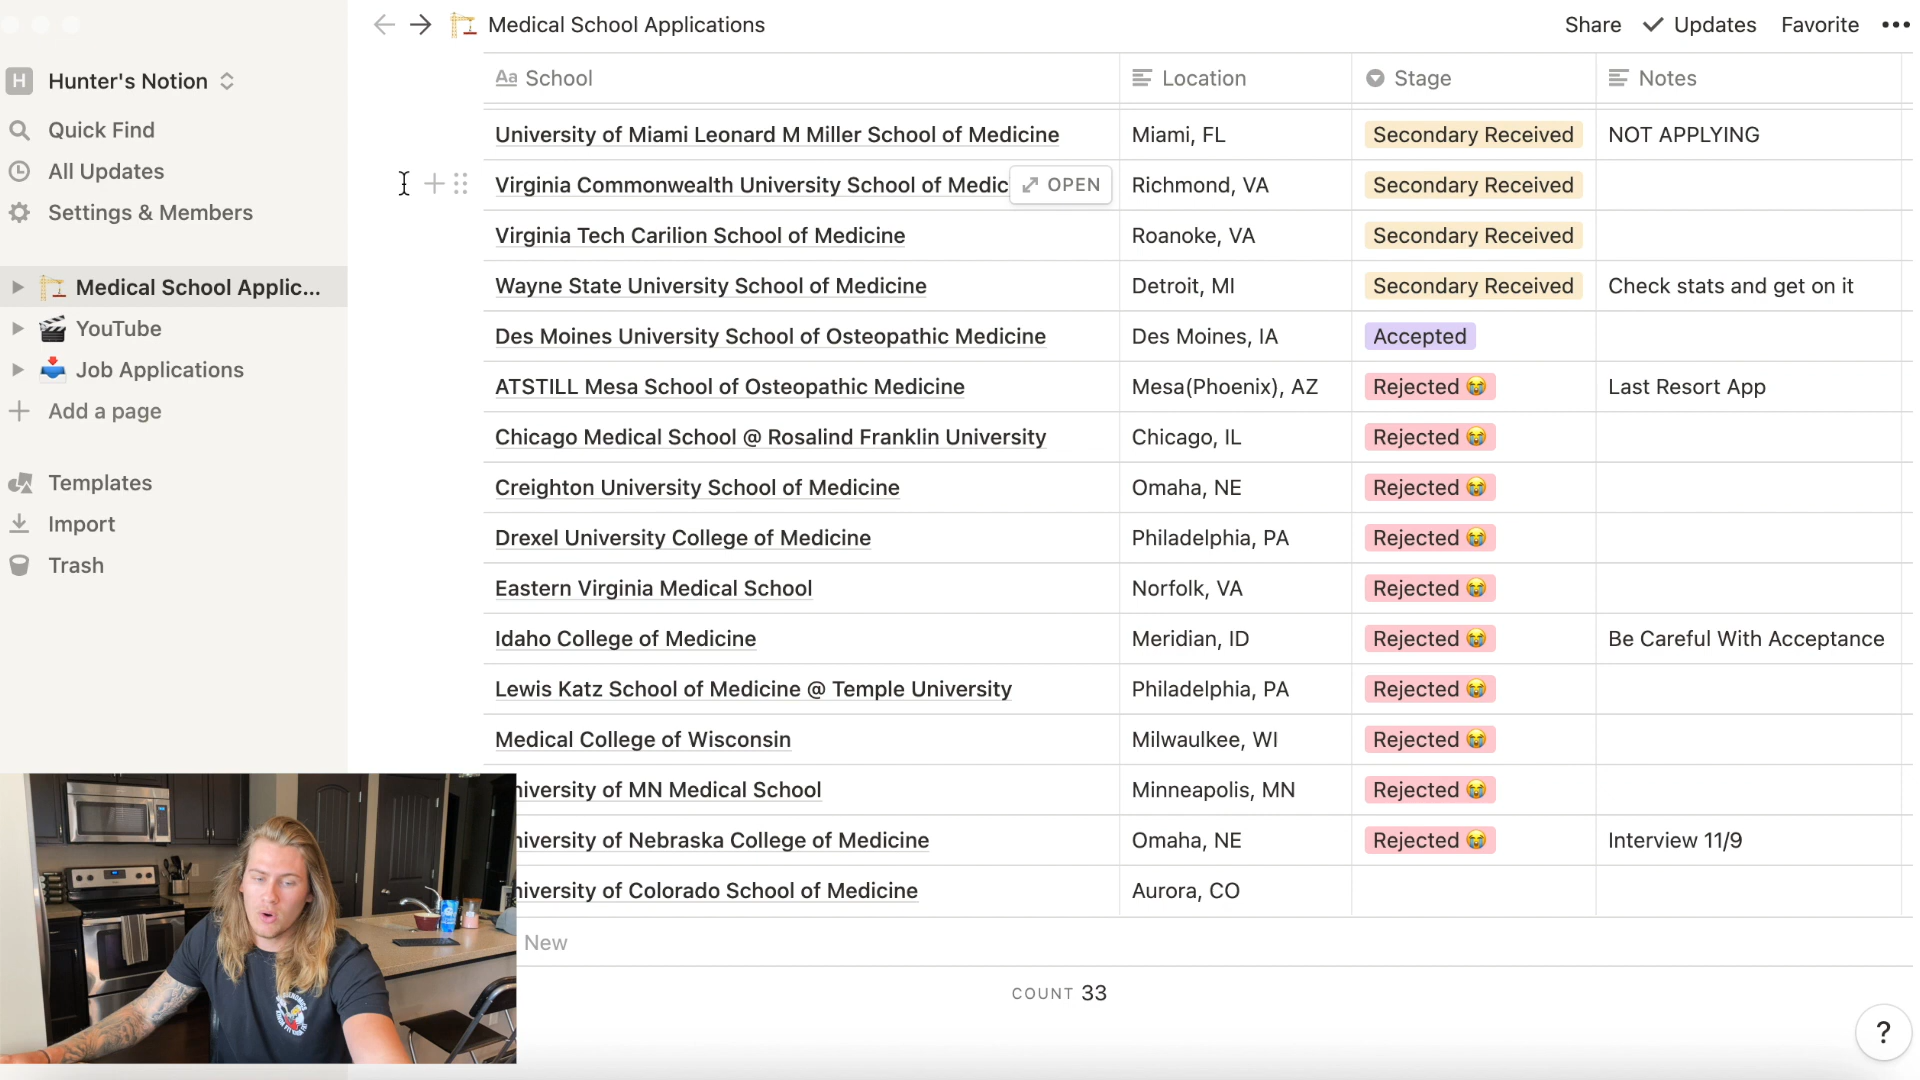 Medical School Applications
Share ✓ Updates Favorite •••
H Hunter's Notion
Quick Find
All Updates
Settings & Members
Medical School Applic...
YouTube
Job Applications
Add a page
Templates
Import
Trash
Aa School Location Stage Notes
University of Miami Leonard M Miller School of Medicine Miami, FL Secondary Received NOT APPLYING
Virginia Commonwealth University School of Medic OPEN Richmond, VA Secondary Received
Virginia Tech Carilion School of Medicine Roanoke, VA Secondary Received
Wayne State University School of Medicine Detroit, MI Secondary Received Check stats and get on it
Des Moines University School of Osteopathic Medicine Des Moines, IA Accepted
ATSTILL Mesa School of Osteopathic Medicine Mesa(Phoenix), AZ Rejected 😭 Last Resort App
Chicago Medical School @ Rosalind Franklin University Chicago, IL Rejected 😭
Creighton University School of Medicine Omaha, NE Rejected 😭
Drexel University College of Medicine Philadelphia, PA Rejected 😭
Eastern Virginia Medical School Norfolk, VA Rejected 😭
Idaho College of Medicine Meridian, ID Rejected 😭 Be Careful With Acceptance
Lewis Katz School of Medicine @ Temple University Philadelphia, PA Rejected 😭
Medical College of Wisconsin Milwaulkee, WI Rejected 😭
niversity of MN Medical School Minneapolis, MN Rejected 😭
niversity of Nebraska College of Medicine Omaha, NE Rejected 😭 Interview 11/9
niversity of Colorado School of Medicine Aurora, CO
New
COUNT 33
?